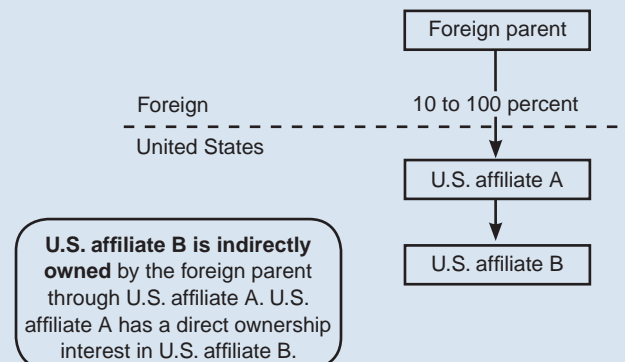 Foreign parent
Foreign
10 to 100 percent
United States
U.S. affiliate A
U.S. affiliate B
U.S. affiliate B is indirectly
owned by the foreign parent
through U.S. affiliate A. U.S.
affiliate A has a direct ownership
interest in U.S. affiliate B.